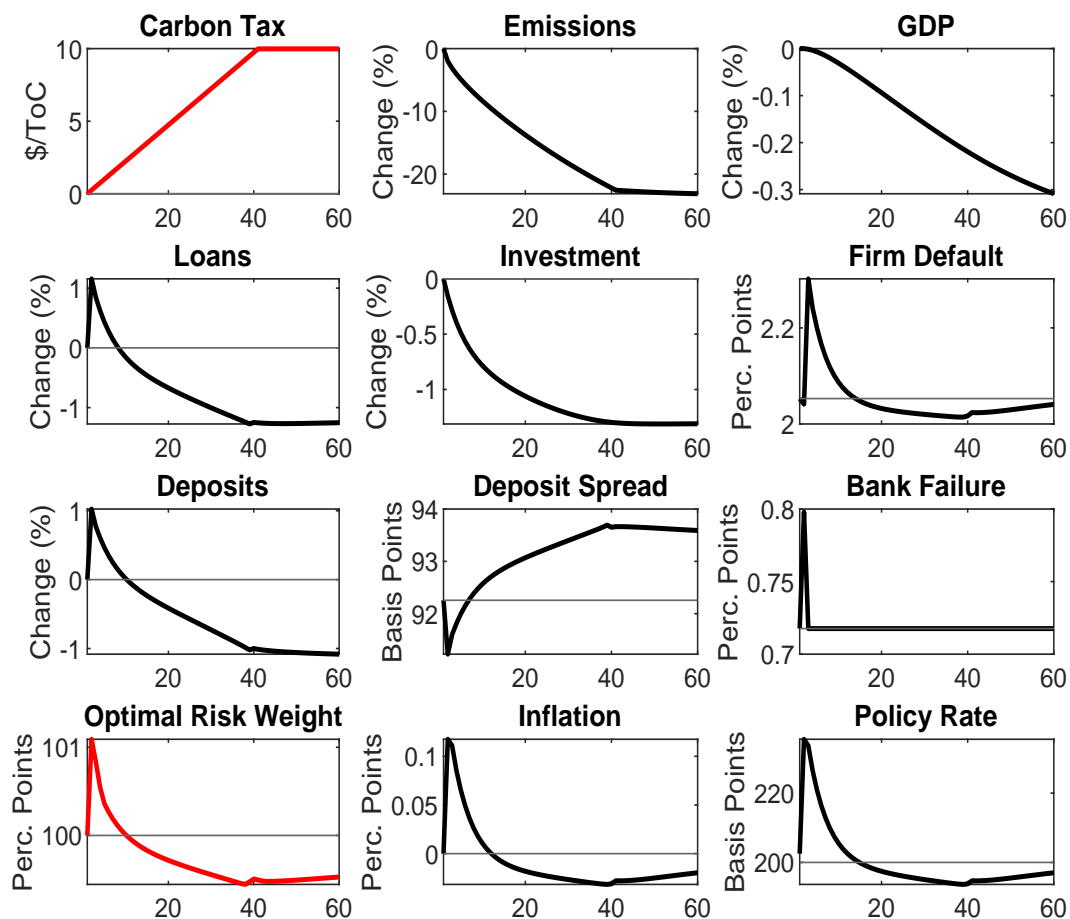 Carbon Tax
$/ToC
10
5
0
20 40 60
Emissions
Change (%)
0
-10
-20
20 40 60
GDP
Change (%)
0
-0.1
-0.2
-0.3
20 40 60
Loans
Change (%)
1
0
-1
20 40 60
Investment
Change (%)
0
-0.5
-1
20 40 60
Firm Default
Perc. Points
2.2
2
20 40 60
Deposits
Change (%)
1
0
-1
20 40 60
Deposit Spread
Basis Points
94
93
92
20 40 60
Bank Failure
Perc. Points
0.8
0.75
0.7
20 40 60
Optimal Risk Weight
Perc. Points
101
100
20 40 60
Inflation
Perc. Points
0.1
0.05
0
20 40 60
Policy Rate
Basis Points
220
200
20 40 60